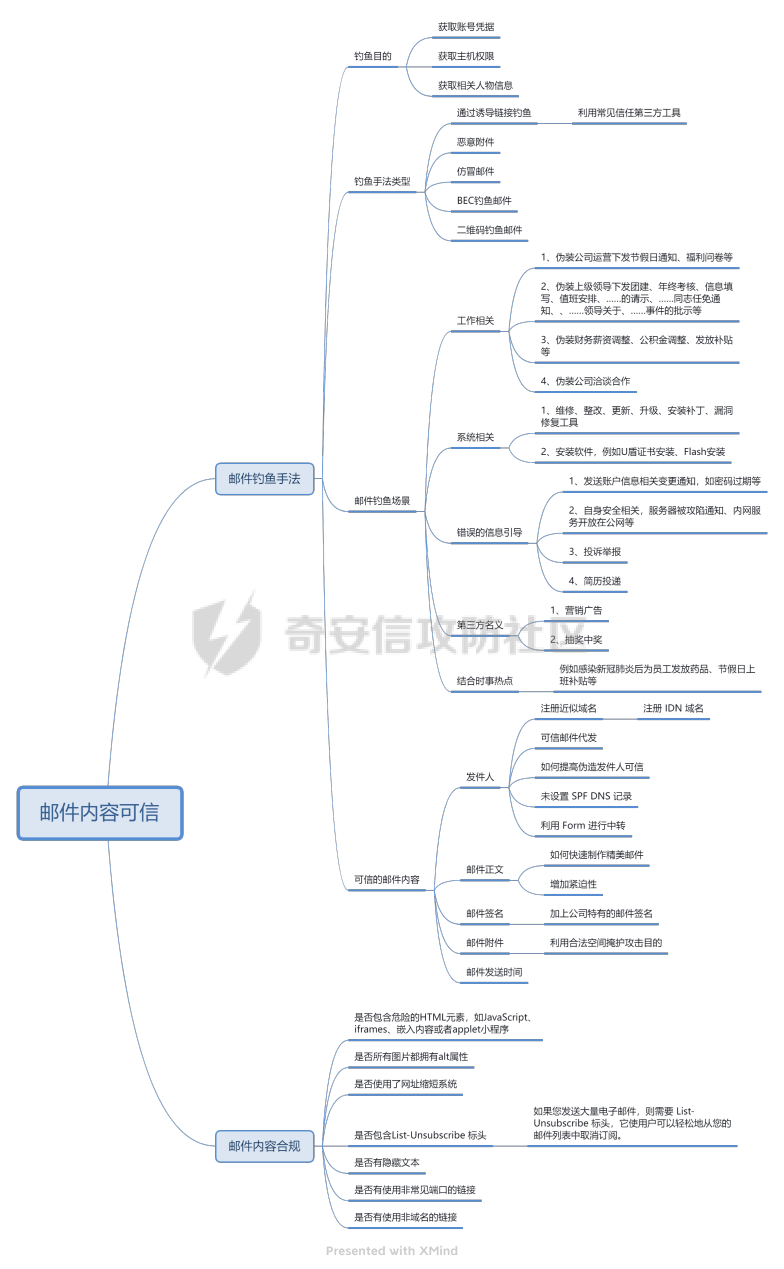 邮件内容可信
邮件钓鱼手法
钓鱼目的
获取账号凭据
获取主机权限
获取相关人物信息
钓鱼手法类型
通过诱导链接钓鱼
利用常见信任第三方工具
恶意附件
仿冒邮件
BEC钓鱼邮件
二维码钓鱼邮件
邮件钓鱼场景
工作相关
1、伪装公司运营下发节假日通知、福利问卷等
2、伪装上级领导下发团建、年终考核、信息填
写、值班安排、......的请示、......同志任免通
知、、......领导关于、......事件的批示等
3、伪装财务薪资调整、公积金调整、发放补贴
等
4、伪装公司洽谈合作
系统相关
1、维修、整改、更新、升级、安装补丁、漏洞
修复工具
2、安装软件，例如U盾证书安装、Flash安装
错误的信息引导
1、发送账户信息相关变更通知，如密码过期等
2、自身安全相关，服务器被攻陷通知、内网服
务开放在公网等
3、投诉举报
4、简历投递
第三方名义
1、营销广告
2、抽奖中奖
结合时事热点
例如感染新冠肺炎后为员工发放药品、节假日上
班补贴等
可信的邮件内容
发件人
注册近似域名
注册 IDN 域名
可信邮件代发
如何提高伪造发件人可信
未设置 SPF DNS 记录
利用 Form 进行中转
邮件正文
如何快速制作精美邮件
增加紧迫性
邮件签名
加上公司特有的邮件签名
邮件附件
利用合法空间掩护攻击目的
邮件发送时间
邮件内容合规
是否包含危险的HTML元素，如JavaScript、
iframes、嵌入内容或者applet小程序
是否所有图片都拥有alt属性
是否使用了网址缩短系统
是否包含List-Unsubscribe 标头
如果您发送大量电子邮件，则需要 List-
Unsubscribe 标头，它使用户可以轻松地从您的
邮件列表中取消订阅。
是否有隐藏文本
是否有使用非常见端口的链接
是否有使用非域名的链接
奇安信攻防社区
Presented with XMind